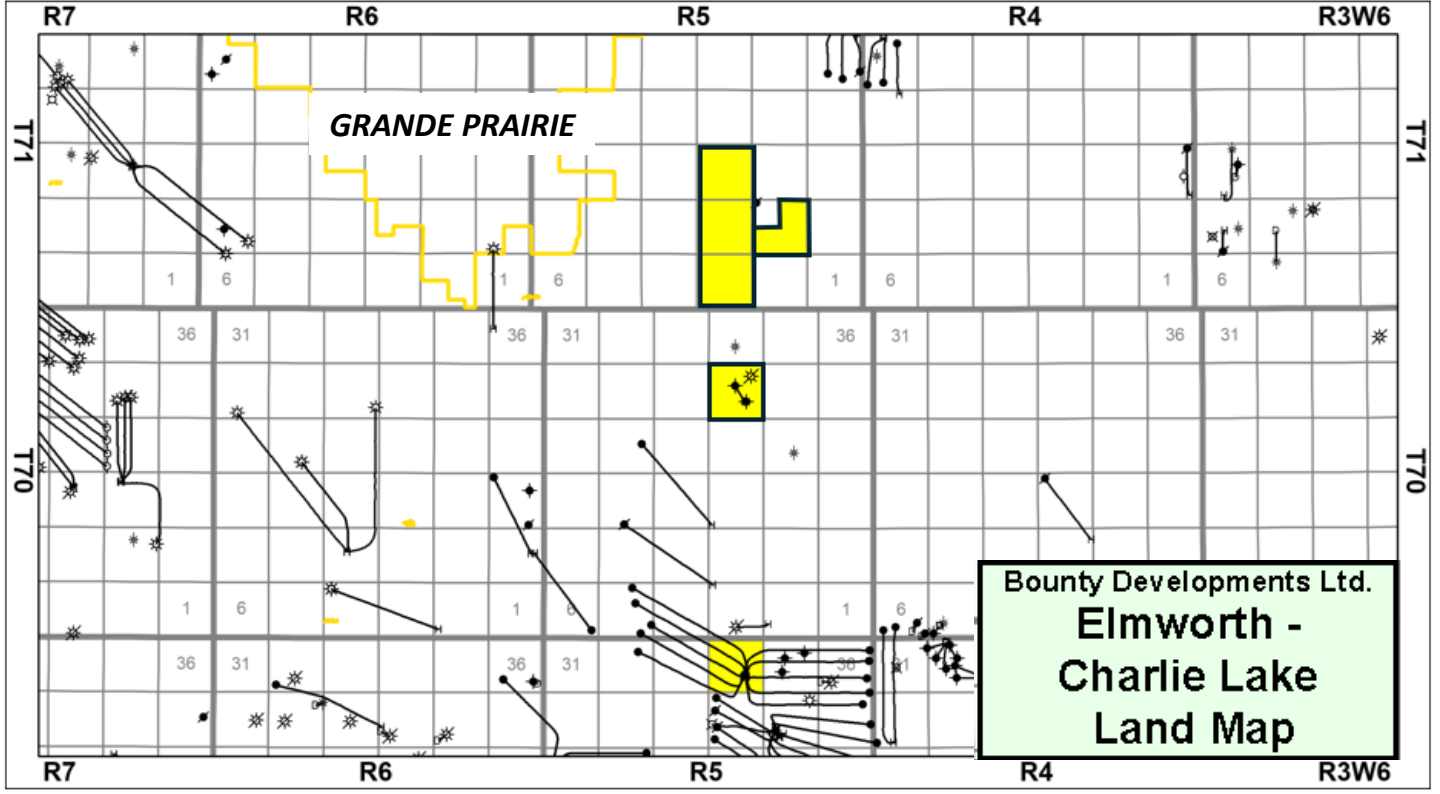 R7 R6 R5 R4 R3W6
GRANDE PRAIRIE
T71 T71
1 6 1 6 1 6 1 6
36 31 36 31 36 31 36 31
T70 T70
1 6 1 6 1 6
36 31 36 31 36 31
Bounty Developments Ltd.
Elmworth -
Charlie Lake
Land Map
R7 R6 R5 R4 R3W6